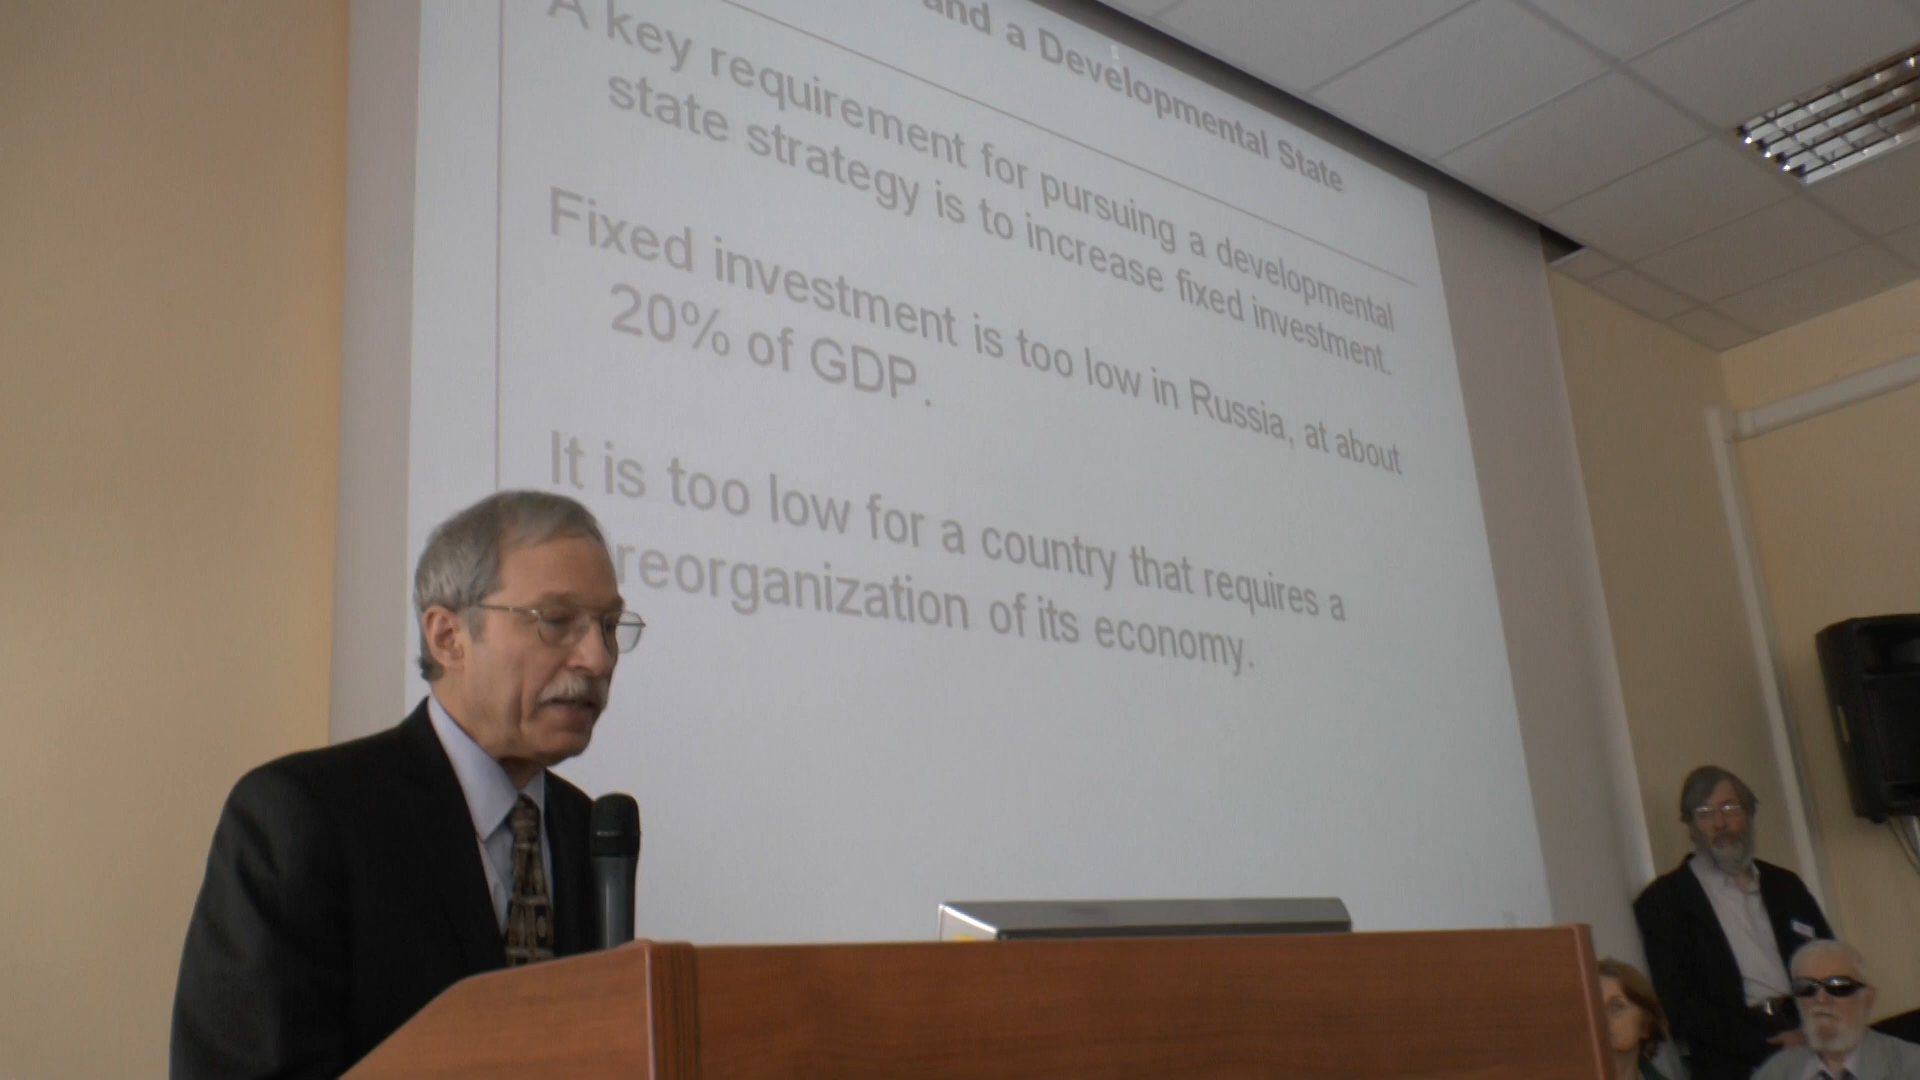 and a Developmental State
A key requirement for pursuing a developmental
state strategy is to increase fixed investment.
Fixed investment is too low in Russia, at about
20% of GDP.
It is too low for a country that requires a
reorganization of its economy.